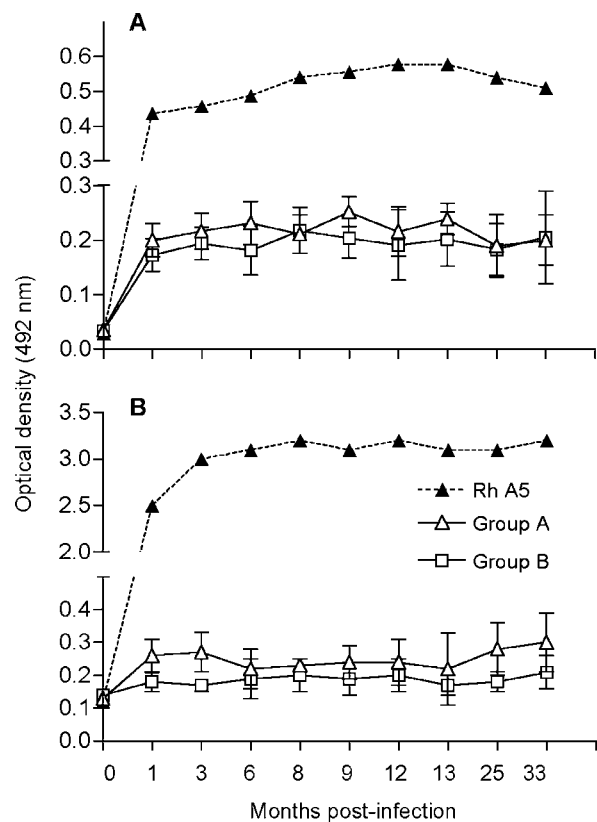 A
0.6
0.5
0.4
0.3
0.3
0.2
0.1
0.0
Optical density (492 nm)
B
3.5
3.0
2.5
2.0
Rh A5
Group A
Group B
0.4
0.3
0.2
0.1
0.0
0 1 3 6 8 9 12 13 25 33
Months post-infection